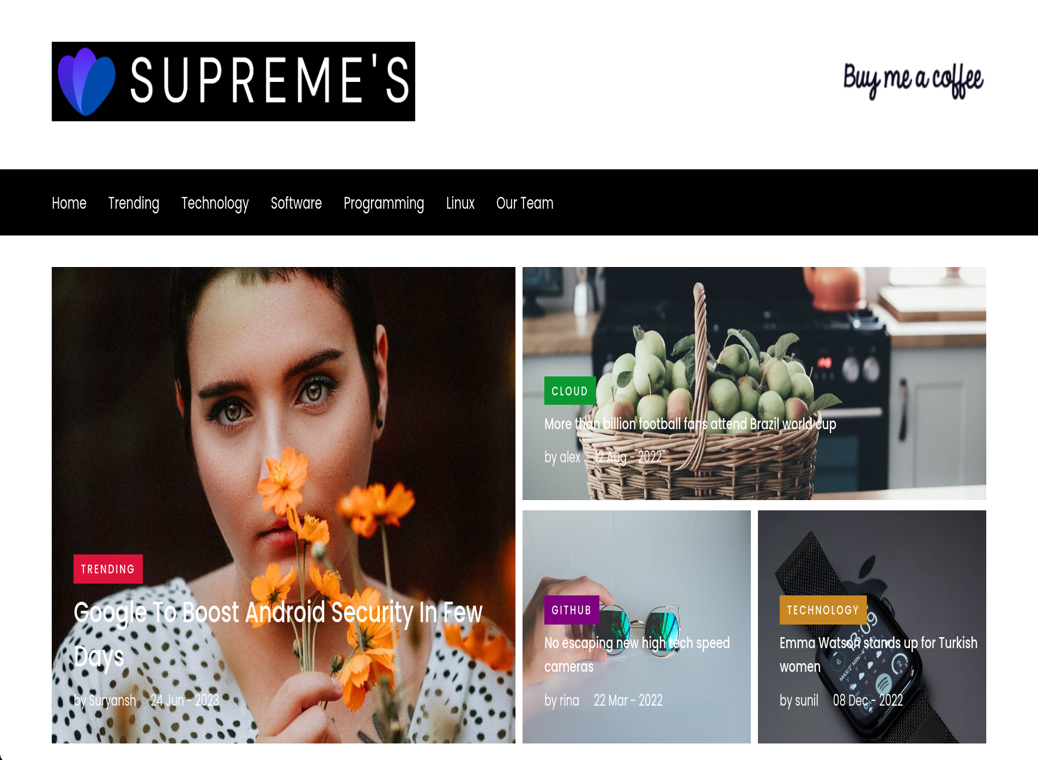 SUPREME'S
Buy me a coffee
Home Trending Technology Software Programming Linux Our Team
TRENDING
Google To Boost Android Security In Few
Days
by Suryansh 24 Jun - 2023
CLOUD
More than billion football fans attend Brazil world cup
by alex 12 Aug - 2022
GITHUB
No escaping new high tech speed
cameras
by rina 22 Mar - 2022
TECHNOLOGY
Emma Watson stands up for Turkish
women
by sunil 08 Dec - 2022